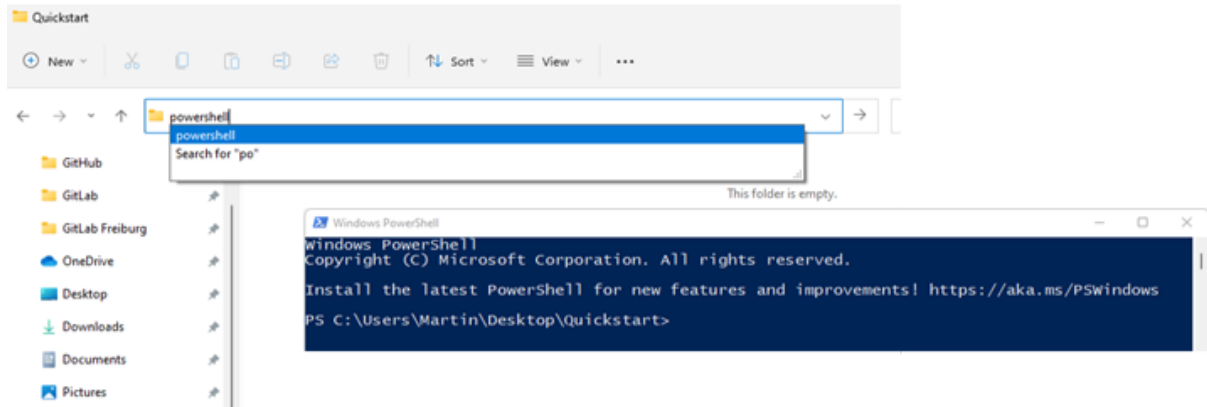 Quickstart
New Sort View
powershell
powershell
Search for "po"
GitHub
GitLab
This folder is empty.
GitLab Freiburg
OneDrive
Desktop
Downloads
Documents
Pictures
Windows PowerShell
Windows PowerShell
Copyright (C) Microsoft Corporation. All rights reserved.
Install the latest PowerShell for new features and improvements! https://aka.ms/PSWindows
PS C:\Users\Martin\Desktop\Quickstart>